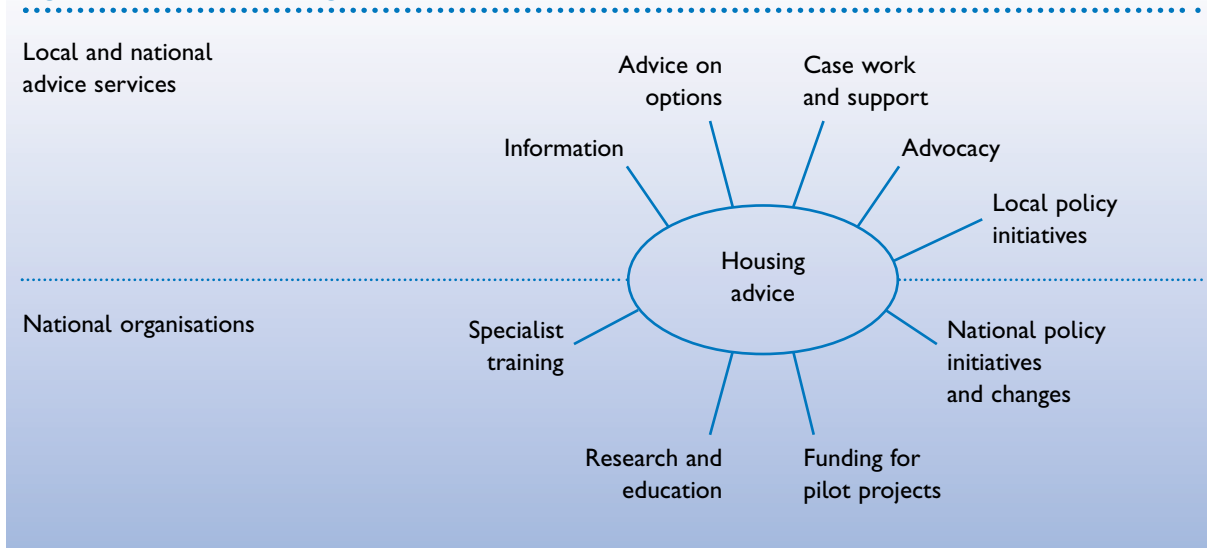 Local and national
advice services
Advice on
options
Case work
and support
Information
Advocacy
Local policy
initiatives
Housing
advice
National organisations
Specialist
training
National policy
initiatives
and changes
Research and
education
Funding for
pilot projects